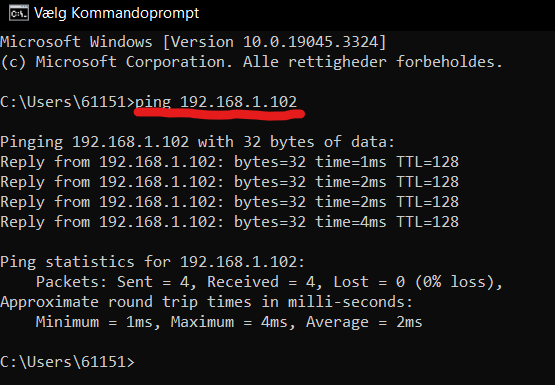 Vælg Kommandoprompt
Microsoft Windows [Version 10.0.19045.3324]
(c) Microsoft Corporation. Alle rettigheder forbeholdes.
C:\Users\61151>ping 192.168.1.102
Pinging 192.168.1.102 with 32 bytes of data:
Reply from 192.168.1.102: bytes=32 time=1ms TTL=128
Reply from 192.168.1.102: bytes=32 time=2ms TTL=128
Reply from 192.168.1.102: bytes=32 time=2ms TTL=128
Reply from 192.168.1.102: bytes=32 time=4ms TTL=128
Ping statistics for 192.168.1.102:
Packets: Sent = 4, Received = 4, Lost = 0 (0% loss),
Approximate round trip times in milli-seconds:
Minimum = 1ms, Maximum = 4ms, Average = 2ms
C:\Users\61151>